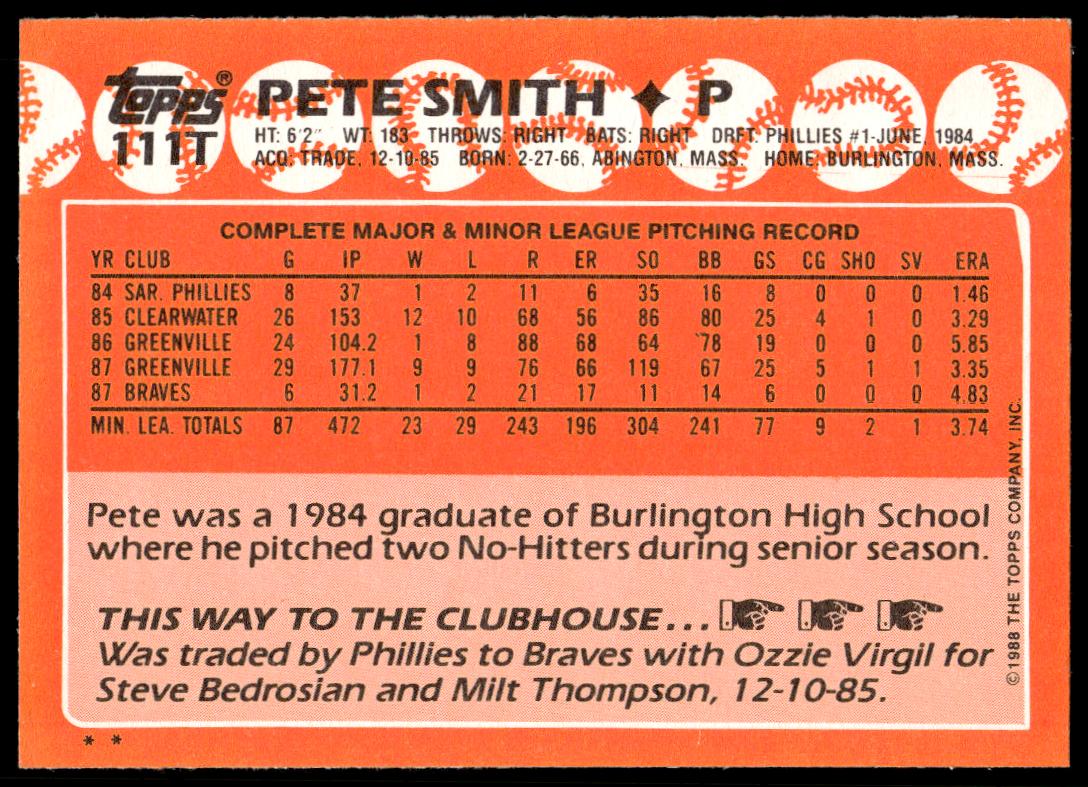 topps® PETE SMITH ✦ P
111T
HT: 6'2" WT: 183 THROWS: RIGHT BATS: RIGHT DRFT: PHILLIES #1-JUNE, 1984
ACQ: TRADE, 12-10-85 BORN: 2-27-66, ABINGTON, MASS. HOME: BURLINGTON, MASS.
COMPLETE MAJOR & MINOR LEAGUE PITCHING RECORD
YR CLUB G IP W L R ER SO BB GS CG SHO SV ERA
84 SAR. PHILLIES 8 37 1 2 11 6 35 16 8 0 0 0 1.46
85 CLEARWATER 26 153 12 10 68 56 86 80 25 4 1 0 3.29
86 GREENVILLE 24 104.2 1 8 88 68 64 78 19 0 0 0 5.85
87 GREENVILLE 29 177.1 9 9 76 66 119 67 25 5 1 1 3.35
87 BRAVES 6 31.2 1 2 21 17 11 14 6 0 0 0 4.83
MIN. LEA. TOTALS 87 472 23 29 243 196 304 241 77 9 2 1 3.74
Pete was a 1984 graduate of Burlington High School
where he pitched two No-Hitters during senior season.
THIS WAY TO THE CLUBHOUSE...
Was traded by Phillies to Braves with Ozzie Virgil for
Steve Bedrosian and Milt Thompson, 12-10-85.
©1988 THE TOPPS COMPANY, INC.
* *